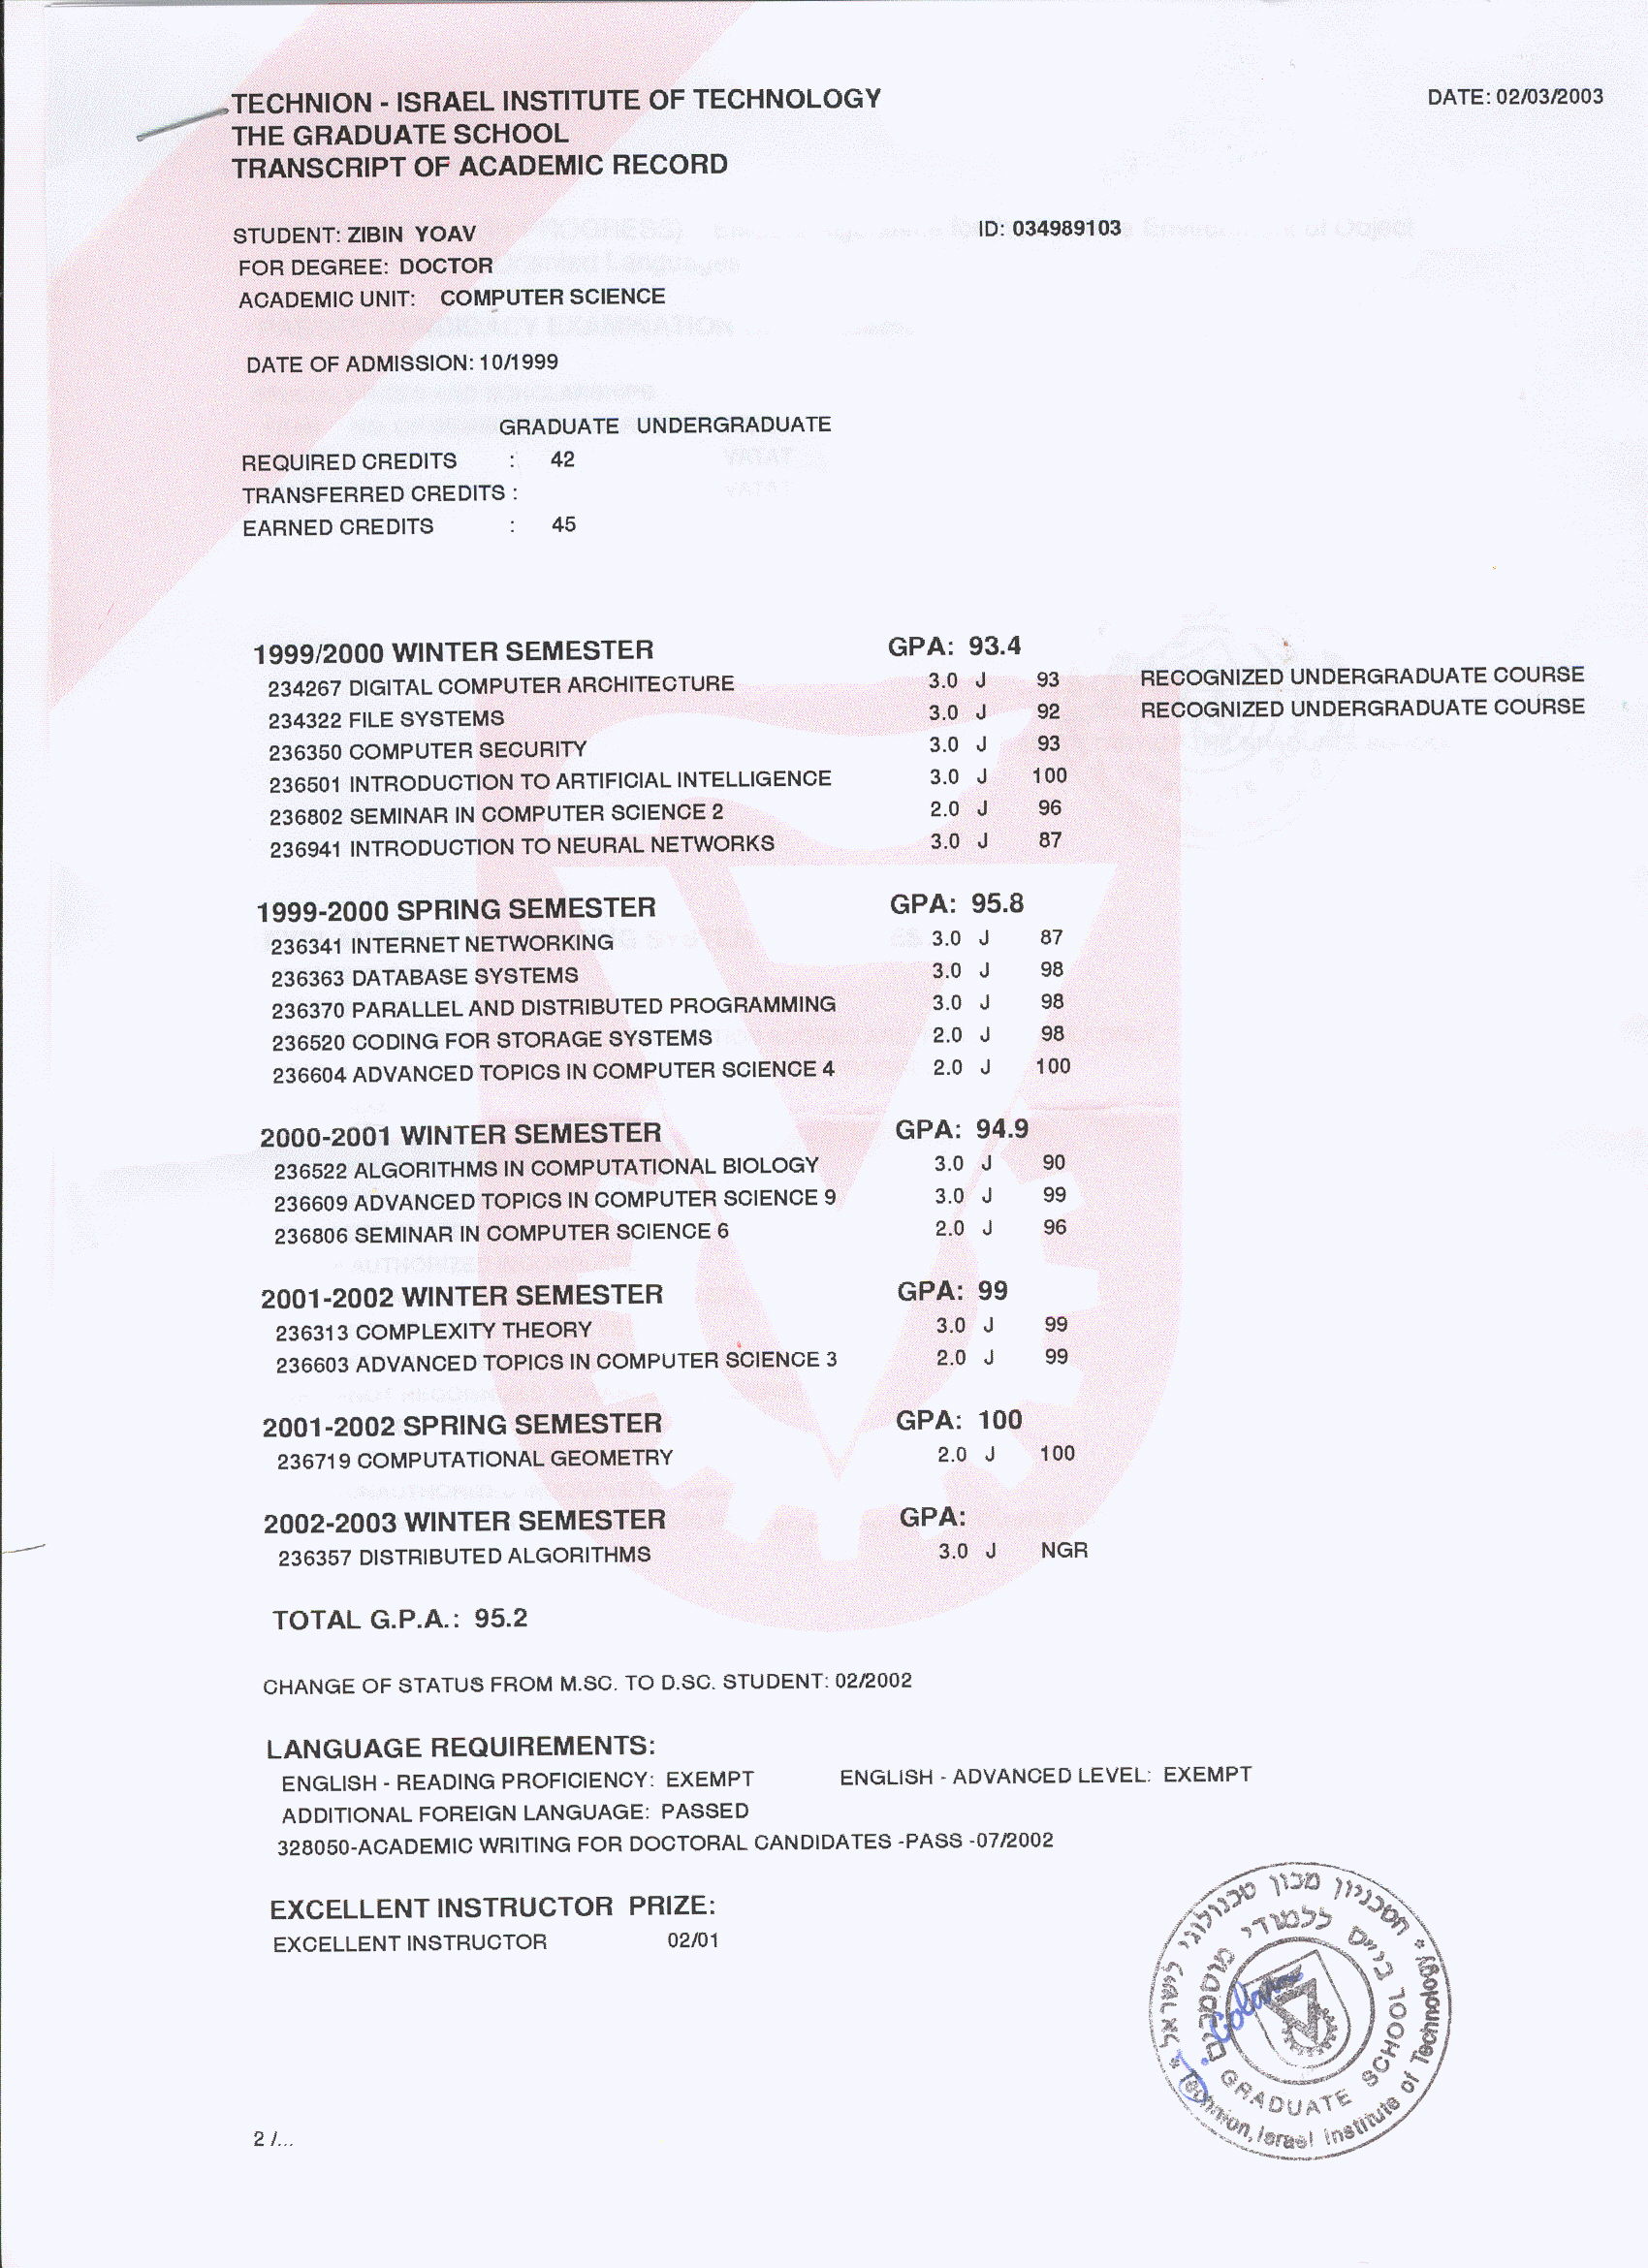 TECHNION - ISRAEL INSTITUTE OF TECHNOLOGY DATE: 02/03/2003
THE GRADUATE SCHOOL
TRANSCRIPT OF ACADEMIC RECORD
STUDENT: ZIBIN YOAV ID: 034989103
FOR DEGREE: DOCTOR
ACADEMIC UNIT: COMPUTER SCIENCE
DATE OF ADMISSION: 10/1999
GRADUATE UNDERGRADUATE
REQUIRED CREDITS : 42
TRANSFERRED CREDITS :
EARNED CREDITS : 45
1999/2000 WINTER SEMESTER GPA: 93.4
234267 DIGITAL COMPUTER ARCHITECTURE 3.0 J 93 RECOGNIZED UNDERGRADUATE COURSE
234322 FILE SYSTEMS 3.0 J 92 RECOGNIZED UNDERGRADUATE COURSE
236350 COMPUTER SECURITY 3.0 J 93
236501 INTRODUCTION TO ARTIFICIAL INTELLIGENCE 3.0 J 100
236802 SEMINAR IN COMPUTER SCIENCE 2 2.0 J 96
236941 INTRODUCTION TO NEURAL NETWORKS 3.0 J 87
1999-2000 SPRING SEMESTER GPA: 95.8
236341 INTERNET NETWORKING 3.0 J 87
236363 DATABASE SYSTEMS 3.0 J 98
236370 PARALLEL AND DISTRIBUTED PROGRAMMING 3.0 J 98
236520 CODING FOR STORAGE SYSTEMS 2.0 J 98
236604 ADVANCED TOPICS IN COMPUTER SCIENCE 4 2.0 J 100
2000-2001 WINTER SEMESTER GPA: 94.9
236522 ALGORITHMS IN COMPUTATIONAL BIOLOGY 3.0 J 90
236609 ADVANCED TOPICS IN COMPUTER SCIENCE 9 3.0 J 99
236806 SEMINAR IN COMPUTER SCIENCE 6 2.0 J 96
2001-2002 WINTER SEMESTER GPA: 99
236313 COMPLEXITY THEORY 3.0 J 99
236603 ADVANCED TOPICS IN COMPUTER SCIENCE 3 2.0 J 99
2001-2002 SPRING SEMESTER GPA: 100
236719 COMPUTATIONAL GEOMETRY 2.0 J 100
2002-2003 WINTER SEMESTER GPA:
236357 DISTRIBUTED ALGORITHMS 3.0 J NGR
TOTAL G.P.A.: 95.2
CHANGE OF STATUS FROM M.SC. TO D.SC. STUDENT: 02/2002
LANGUAGE REQUIREMENTS:
ENGLISH - READING PROFICIENCY: EXEMPT ENGLISH - ADVANCED LEVEL: EXEMPT
ADDITIONAL FOREIGN LANGUAGE: PASSED
328050-ACADEMIC WRITING FOR DOCTORAL CANDIDATES -PASS -07/2002
EXCELLENT INSTRUCTOR PRIZE:
EXCELLENT INSTRUCTOR 02/01
הטכניון מכון טכנולוגי לישראל
ביייס ללמודי מוסמכים
GRADUATE SCHOOL
Technion, Israel Institute of Technology
2 /...